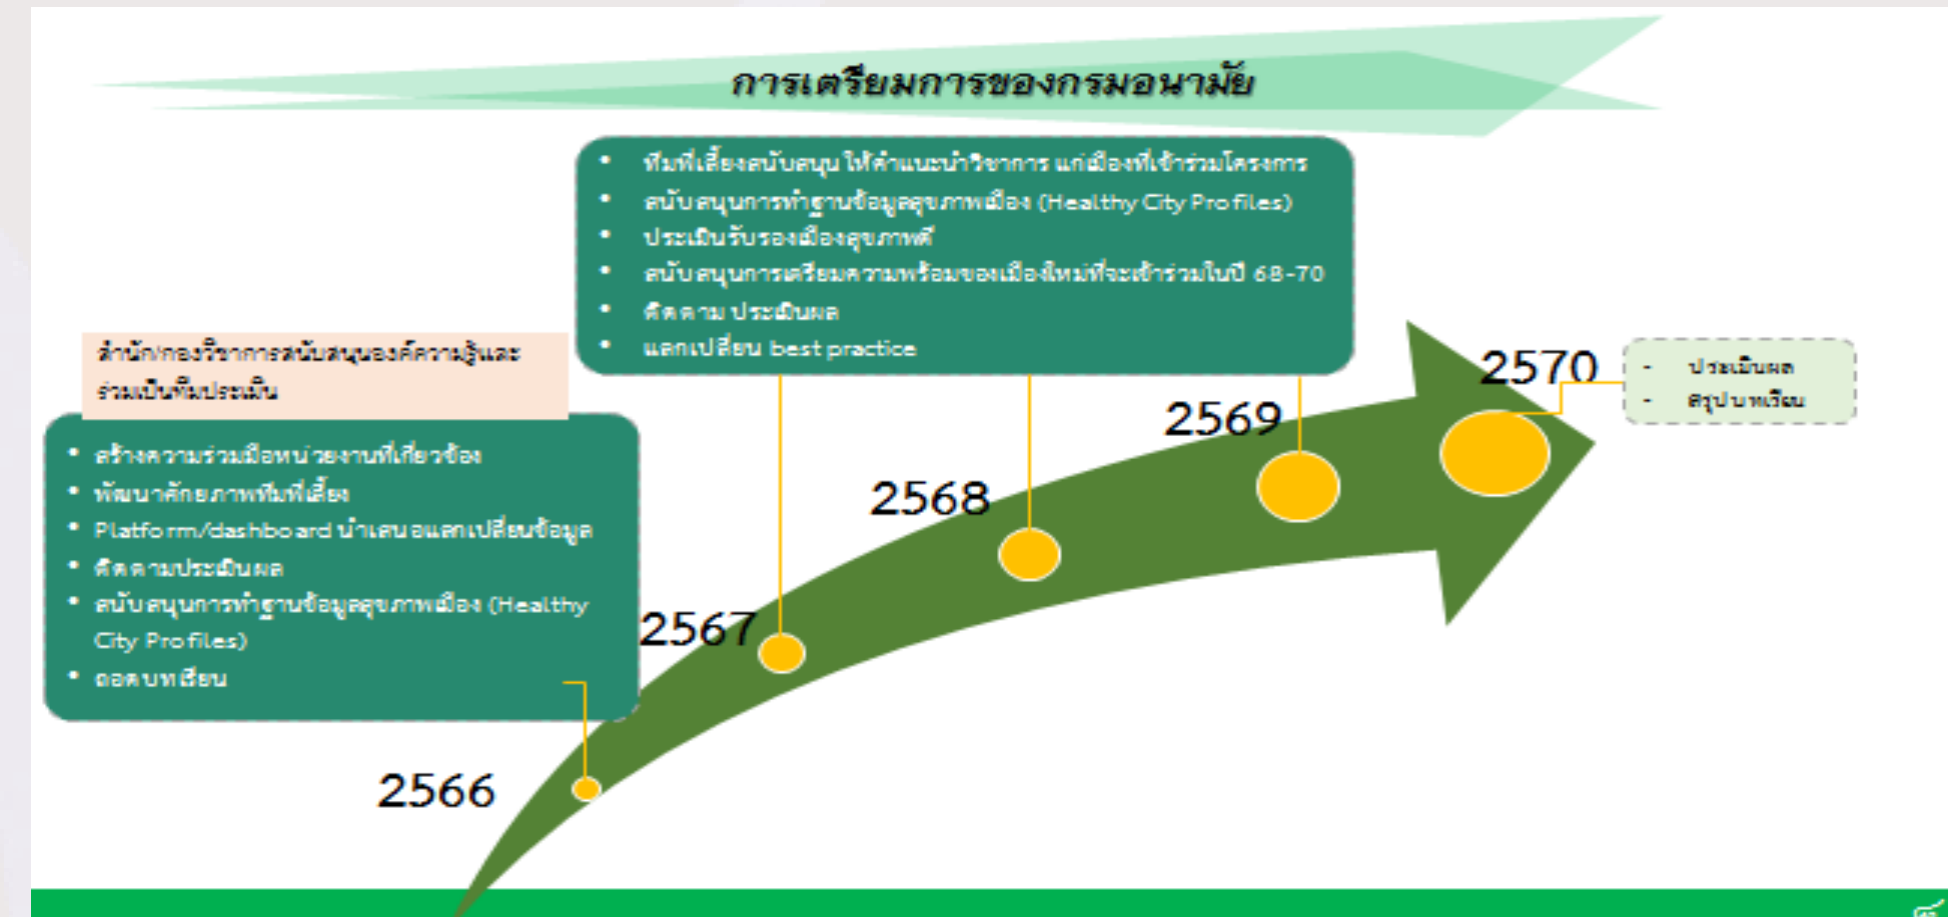 การเตรียมการของกรมอนามัย
• ทีมพี่เลี้ยงสนับสนุน ให้คำแนะนำวิชาการ แก่เมืองที่เข้าร่วมโครงการ
• สนับสนุนการทำฐานข้อมูลสุขภาพเมือง (Healthy City Profiles)
• ประเมินรับรองเมืองสุขภาพดี
• สนับสนุนการเตรียมความพร้อมของเมืองใหม่ที่จะเข้าร่วมในปี 68-70
• ติดตาม ประเมินผล
• แลกเปลี่ยน best practice
สำนัก/กองวิชาการสนับสนุนองค์ความรู้และ
ร่วมเป็นทีมประเมิน
• สร้างความร่วมมือหน่วยงานที่เกี่ยวข้อง
• พัฒนาศักยภาพทีมพี่เลี้ยง
• Platform/dashboard นำเสนอแลกเปลี่ยนข้อมูล
• ติดตามประเมินผล
• สนับสนุนการทำฐานข้อมูลสุขภาพเมือง (Healthy
City Profiles)
• ถอดบทเรียน
2566
2567
2568
2569
2570
- ประเมินผล
- สรุปบทเรียน